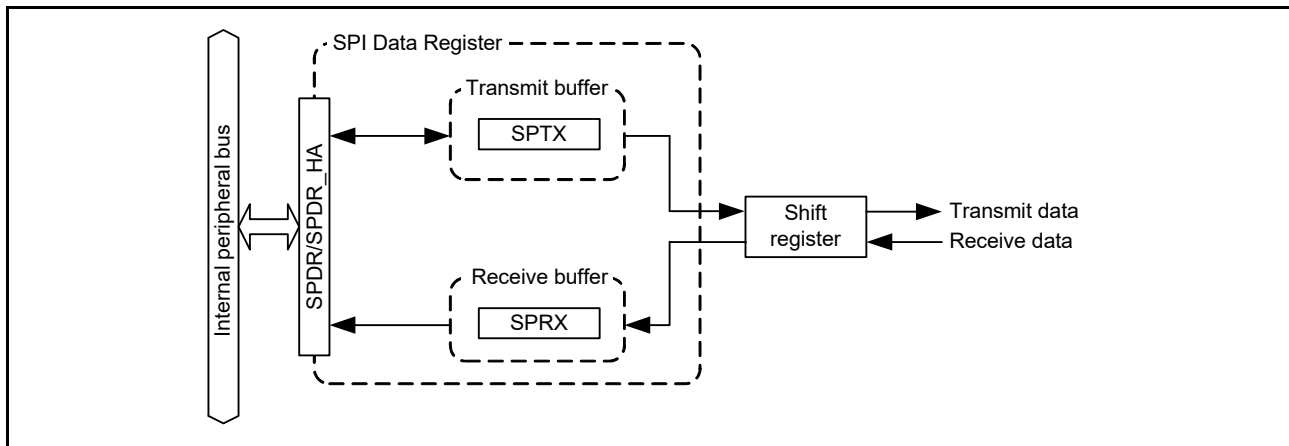 SPI Data Register
Transmit buffer
SPTX
Internal peripheral bus
SPDR/SPDR_HA
Shift
register
Transmit data
Receive data
Receive buffer
SPRX